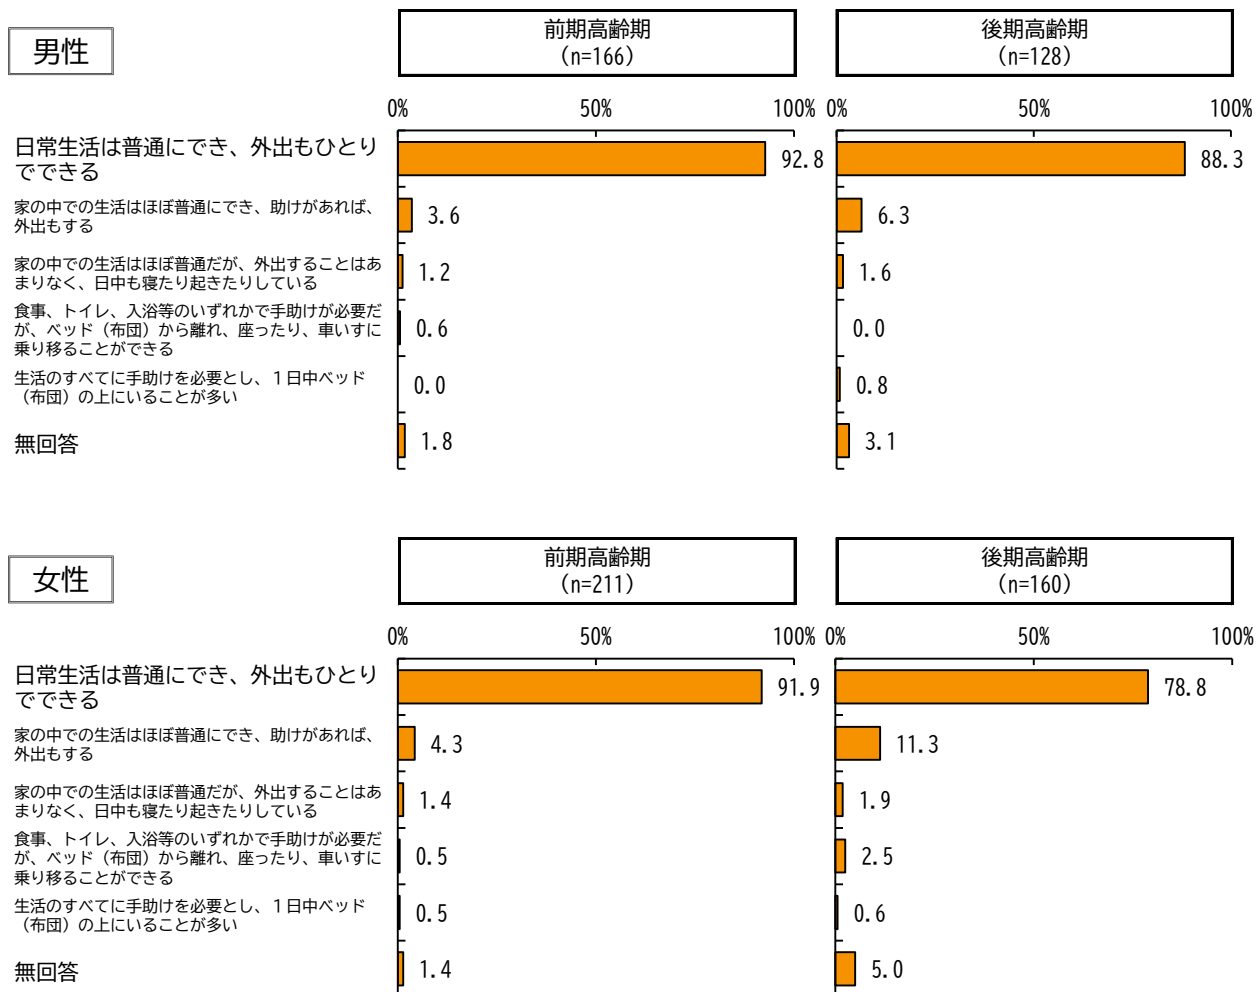 男性
前期高齢期
（n=166）
後期高齢期
（n=128）
0% 50% 100% 0% 50% 100%
日常生活は普通にでき、外出もひとり
でできる
92.8 88.3
家の中での生活はほぼ普通にでき、助けがあれば、
外出もする
3.6 6.3
家の中での生活はほぼ普通だが、外出することはあ
まりなく、日中も寝たり起きたりしている
1.2 1.6
食事、トイレ、入浴等のいずれかで手助けが必要だ
が、ベッド（布団）から離れ、座ったり、車いすに
乗り移ることができる
0.6 0.0
生活のすべてに手助けを必要とし、１日中ベッド
（布団）の上にいることが多い
0.0 0.8
無回答
1.8 3.1
女性
前期高齢期
（n=211）
後期高齢期
（n=160）
0% 50% 100% 0% 50% 100%
日常生活は普通にでき、外出もひとり
でできる
91.9 78.8
家の中での生活はほぼ普通にでき、助けがあれば、
外出もする
4.3 11.3
家の中での生活はほぼ普通だが、外出することはあ
まりなく、日中も寝たり起きたりしている
1.4 1.9
食事、トイレ、入浴等のいずれかで手助けが必要だ
が、ベッド（布団）から離れ、座ったり、車いすに
乗り移ることができる
0.5 2.5
生活のすべてに手助けを必要とし、１日中ベッド
（布団）の上にいることが多い
0.5 0.6
無回答
1.4 5.0